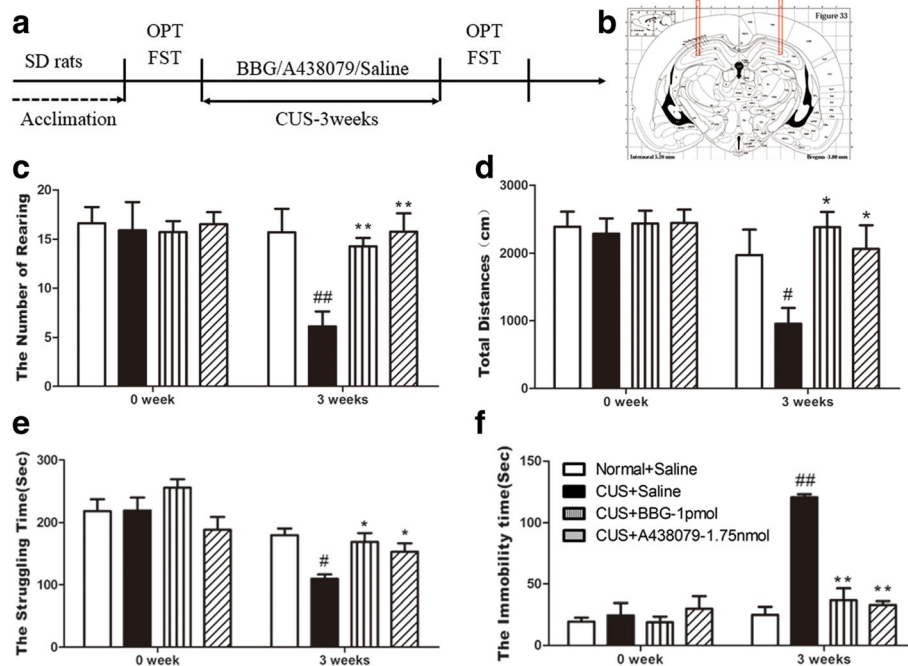 a
OPT
FST
SD rats
BBG/A438079/Saline
OPT
FST
Acclimation
CUS-3weeks
b
Figure 33
Interaural 5.20 mm
Bregma -3.80 mm
c
The Number of Rearing
20
15
10
5
0
##
**
**
0 week
3 weeks
d
Total Distances (cm)
3000
2000
1000
0
#
*
*
0 week
3 weeks
e
The Struggling Time(Sec)
300
200
100
0
#
*
*
0 week
3 weeks
f
The Immobility time(Sec)
150
100
50
0
Normal+Saline
CUS+Saline
CUS+BBG-1pmol
CUS+A438079-1.75nmol
##
**
**
0 week
3 weeks